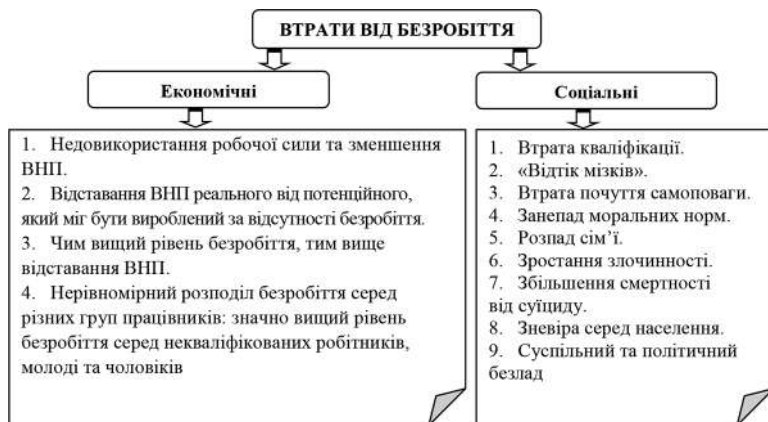 ВТРАТИ ВІД БЕЗРОБІТТЯ
Економічні
1. Недовикористання робочої сили та зменшення
ВНП.
2. Відставання ВНП реального від потенційного,
який міг бути вироблений за відсутності безробіття.
3. Чим вищий рівень безробіття, тим вище
відставання ВНП.
4. Нерівномірний розподіл безробіття серед
різних груп працівників: значно вищий рівень
безробіття серед некваліфікованих робітників,
молоді та чоловіків
Соціальні
1. Втрата кваліфікації.
2. «Відтік мізків».
3. Втрата почуття самоповаги.
4. Занепад моральних норм.
5. Розпад сім’ї.
6. Зростання злочинності.
7. Збільшення смертності
від суїциду.
8. Зневіра серед населення.
9. Суспільний та політичний
безлад